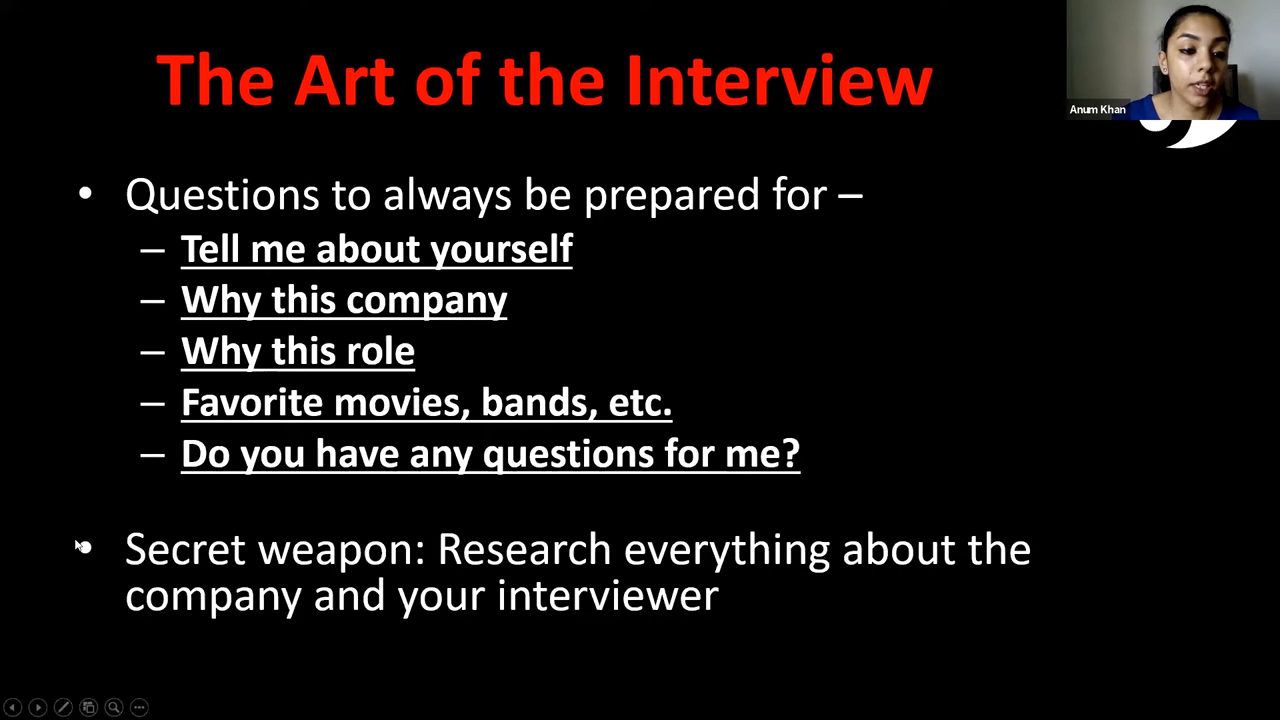 The Art of the Interview
Anum Khan
• Questions to always be prepared for –
– Tell me about yourself
– Why this company
– Why this role
– Favorite movies, bands, etc.
– Do you have any questions for me?
• Secret weapon: Research everything about the
company and your interviewer